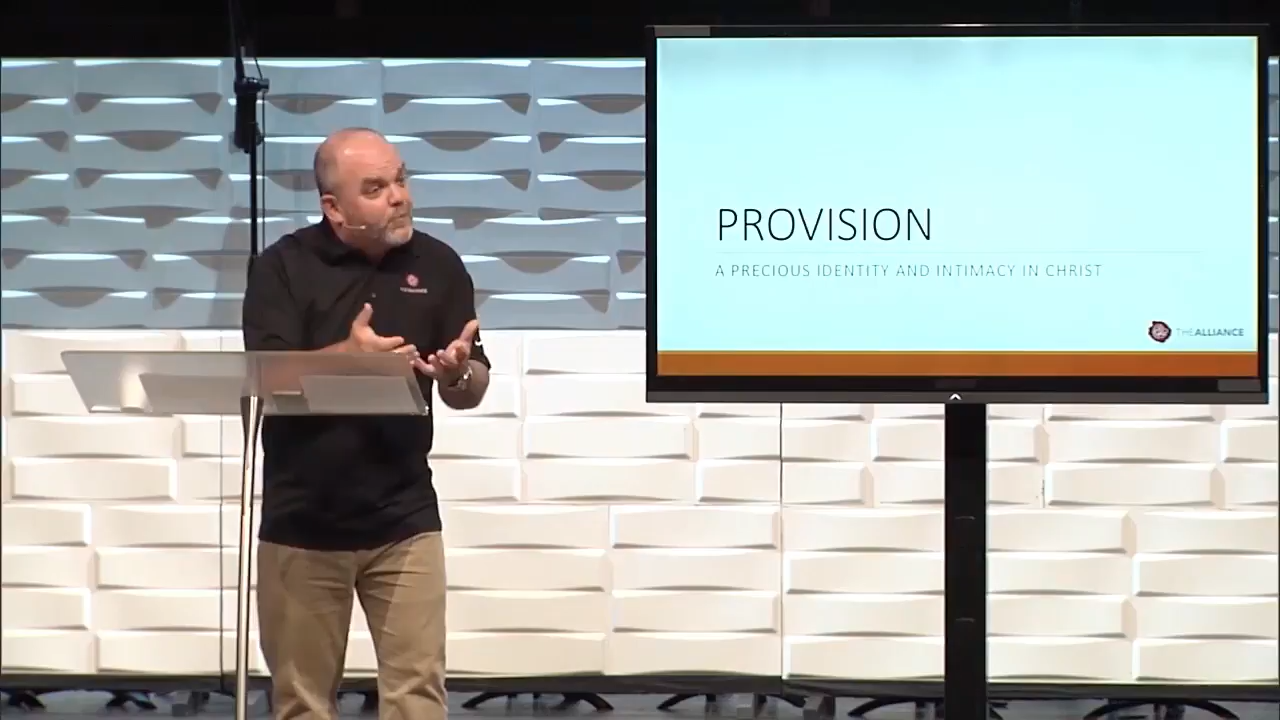 PROVISION
A PRECIOUS IDENTITY AND INTIMACY IN CHRIST
THEALLIANCE